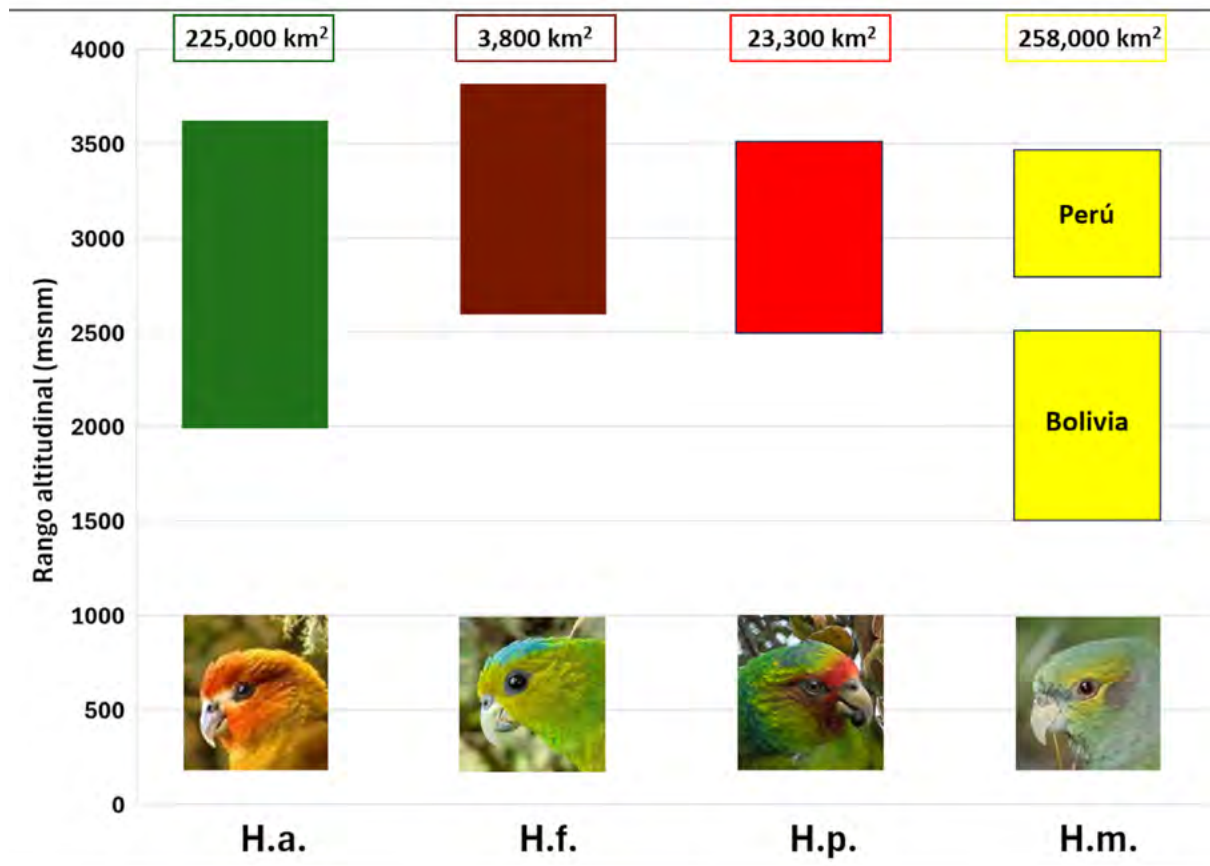 225,000 km²
3,800 km²
23,300 km²
258,000 km²
Rango altitudinal (msnm)
4000
3500
3000
2500
2000
1500
1000
500
0
Perú
Bolivia
H.a.
H.f.
H.p.
H.m.